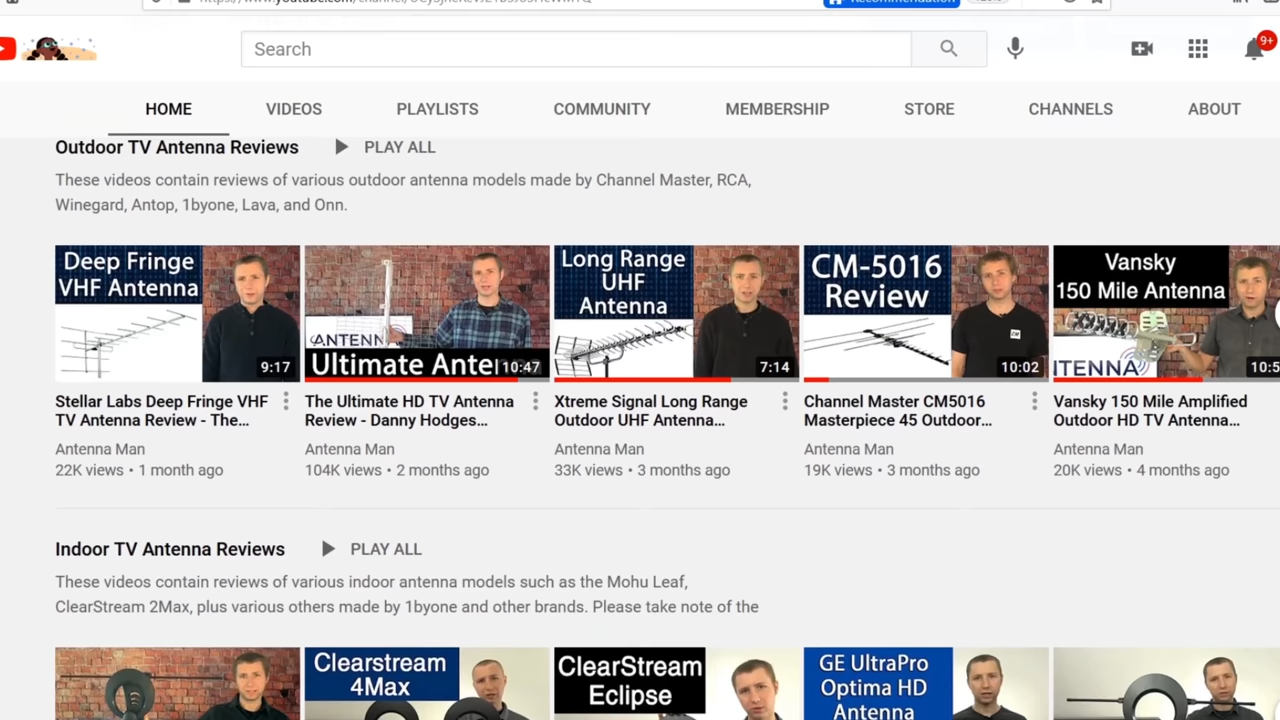 Recommendation
Search
9+
HOME
VIDEOS
PLAYLISTS
COMMUNITY
MEMBERSHIP
STORE
CHANNELS
ABOUT
Outdoor TV Antenna Reviews
PLAY ALL
These videos contain reviews of various outdoor antenna models made by Channel Master, RCA,
Winegard, Antop, 1byone, Lava, and Onn.
Deep Fringe
VHF Antenna
9:17
ANTENN
Ultimate Anten
10:47
Long Range
UHF
Antenna
7:14
CM-5016
Review
CM
10:02
Vansky
150 Mile Antenna
TENNA
10:5
Stellar Labs Deep Fringe VHF
TV Antenna Review - The...
Antenna Man
22K views • 1 month ago
The Ultimate HD TV Antenna
Review - Danny Hodges...
Antenna Man
104K views • 2 months ago
Xtreme Signal Long Range
Outdoor UHF Antenna...
Antenna Man
33K views • 3 months ago
Channel Master CM5016
Masterpiece 45 Outdoor...
Antenna Man
19K views • 3 months ago
Vansky 150 Mile Amplified
Outdoor HD TV Antenna...
Antenna Man
20K views • 4 months ago
Indoor TV Antenna Reviews
PLAY ALL
These videos contain reviews of various indoor antenna models such as the Mohu Leaf,
ClearStream 2Max, plus various others made by 1byone and other brands. Please take note of the
Clearstream
4Max
ClearStream
Eclipse
GE UltraPro
Optima HD
Antenna